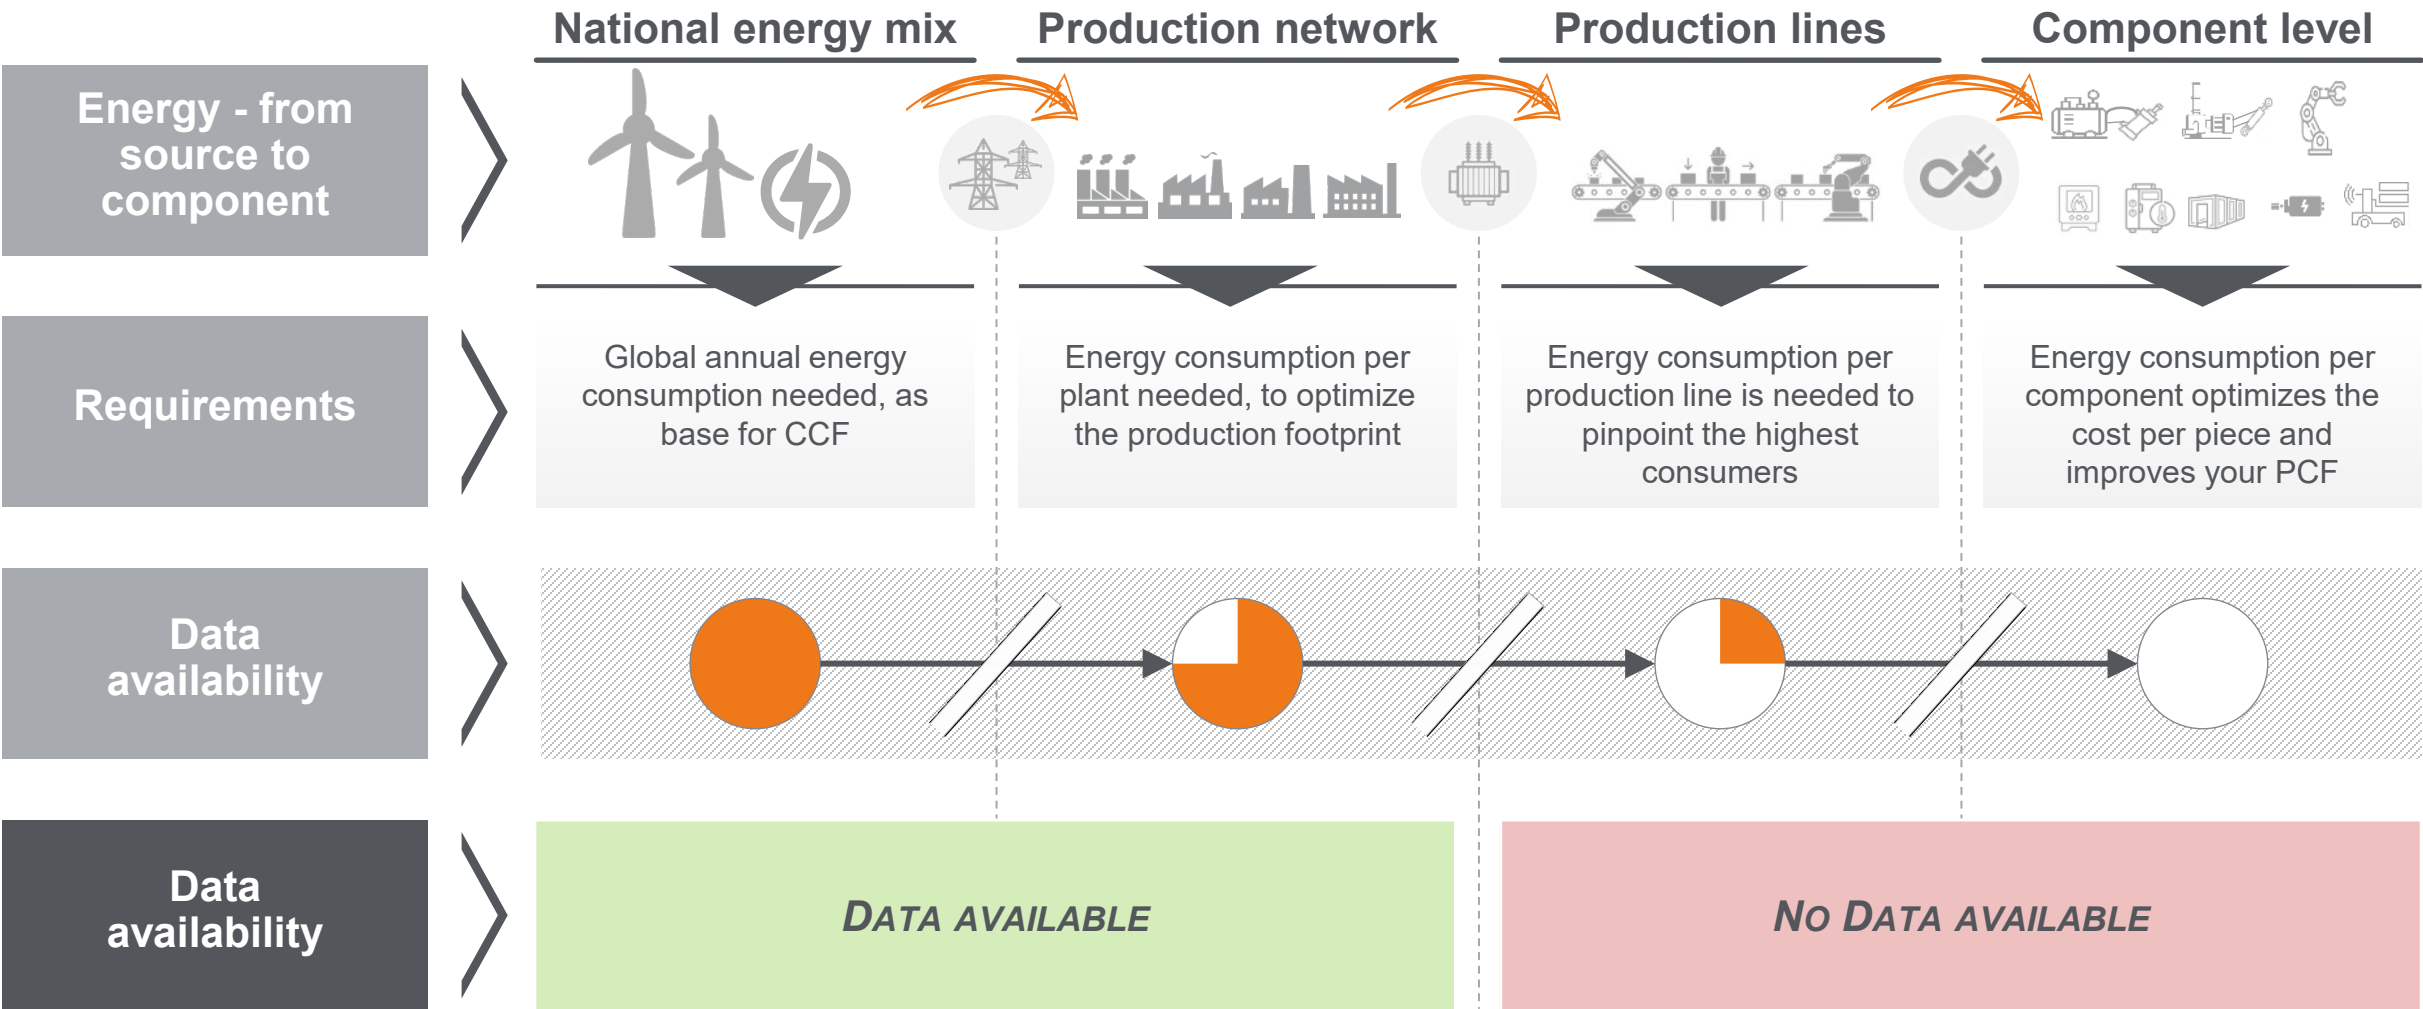 National energy mix
Production network
Production lines
Component level
Energy - from
source to
component
Requirements
Global annual energy
consumption needed, as
base for CCF
Energy consumption per
plant needed, to optimize
the production footprint
Energy consumption per
production line is needed to
pinpoint the highest
consumers
Energy consumption per
component optimizes the
cost per piece and
improves your PCF
Data
availability
Data
availability
DATA AVAILABLE
NO DATA AVAILABLE